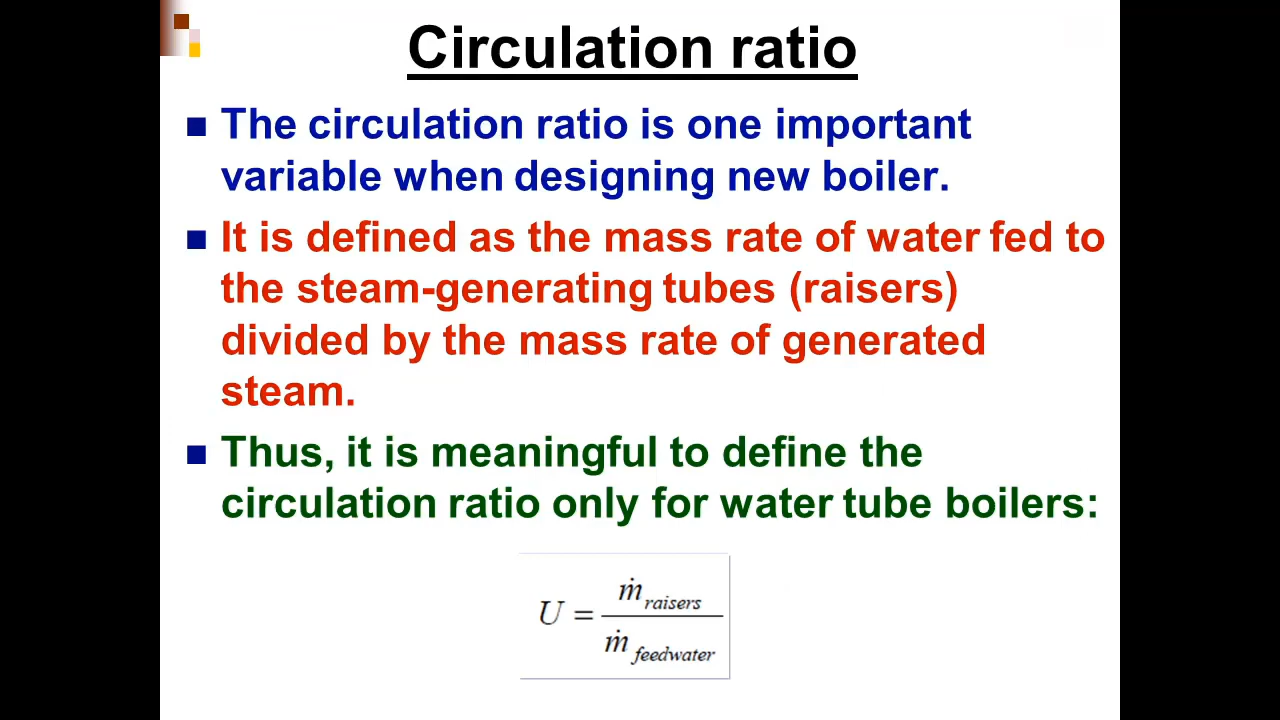 Circulation ratio
The circulation ratio is one important
variable when designing new boiler.
It is defined as the mass rate of water fed to
the steam-generating tubes (raisers)
divided by the mass rate of generated
steam.
Thus, it is meaningful to define the
circulation ratio only for water tube boilers:
U = ṁ raisers / ṁ feedwater